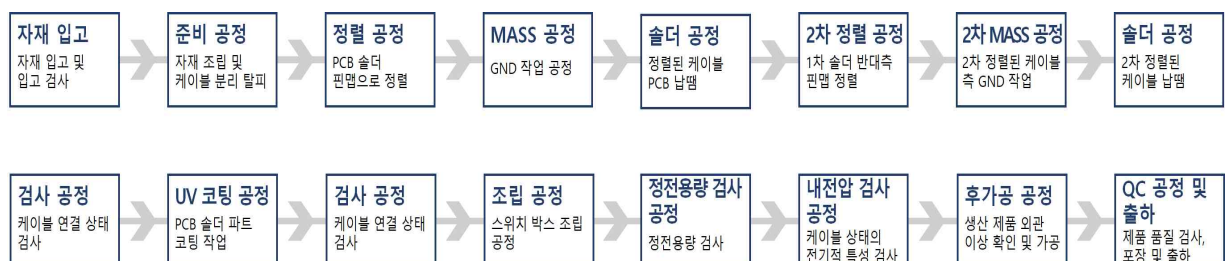 자재 입고
자재 입고 및
입고 검사
준비 공정
자재 조립 및
케이블 분리 탈피
정렬 공정
PCB 솔더
핀맵으로 정렬
MASS 공정
GND 작업 공정
솔더 공정
정렬된 케이블
PCB 납땜
2차 정렬 공정
1차 솔더 반대측
핀맵 정렬
2차 MASS 공정
2차 정렬된 케이블
측 GND 작업
솔더 공정
2차 정렬된
케이블 납땜
검사 공정
케이블 연결 상태
검사
UV 코팅 공정
PCB 솔더 파트
코팅 작업
검사 공정
케이블 연결 상태
검사
조립 공정
스위치 박스 조립
공정
정전용량 검사
공정
정전용량 검사
내전압 검사
공정
케이블 상태의
전기적 특성 검사
후가공 공정
생산 제품 외관
이상 확인 및 가공
QC 공정 및
출하
제품 품질 검사,
포장 및 출하